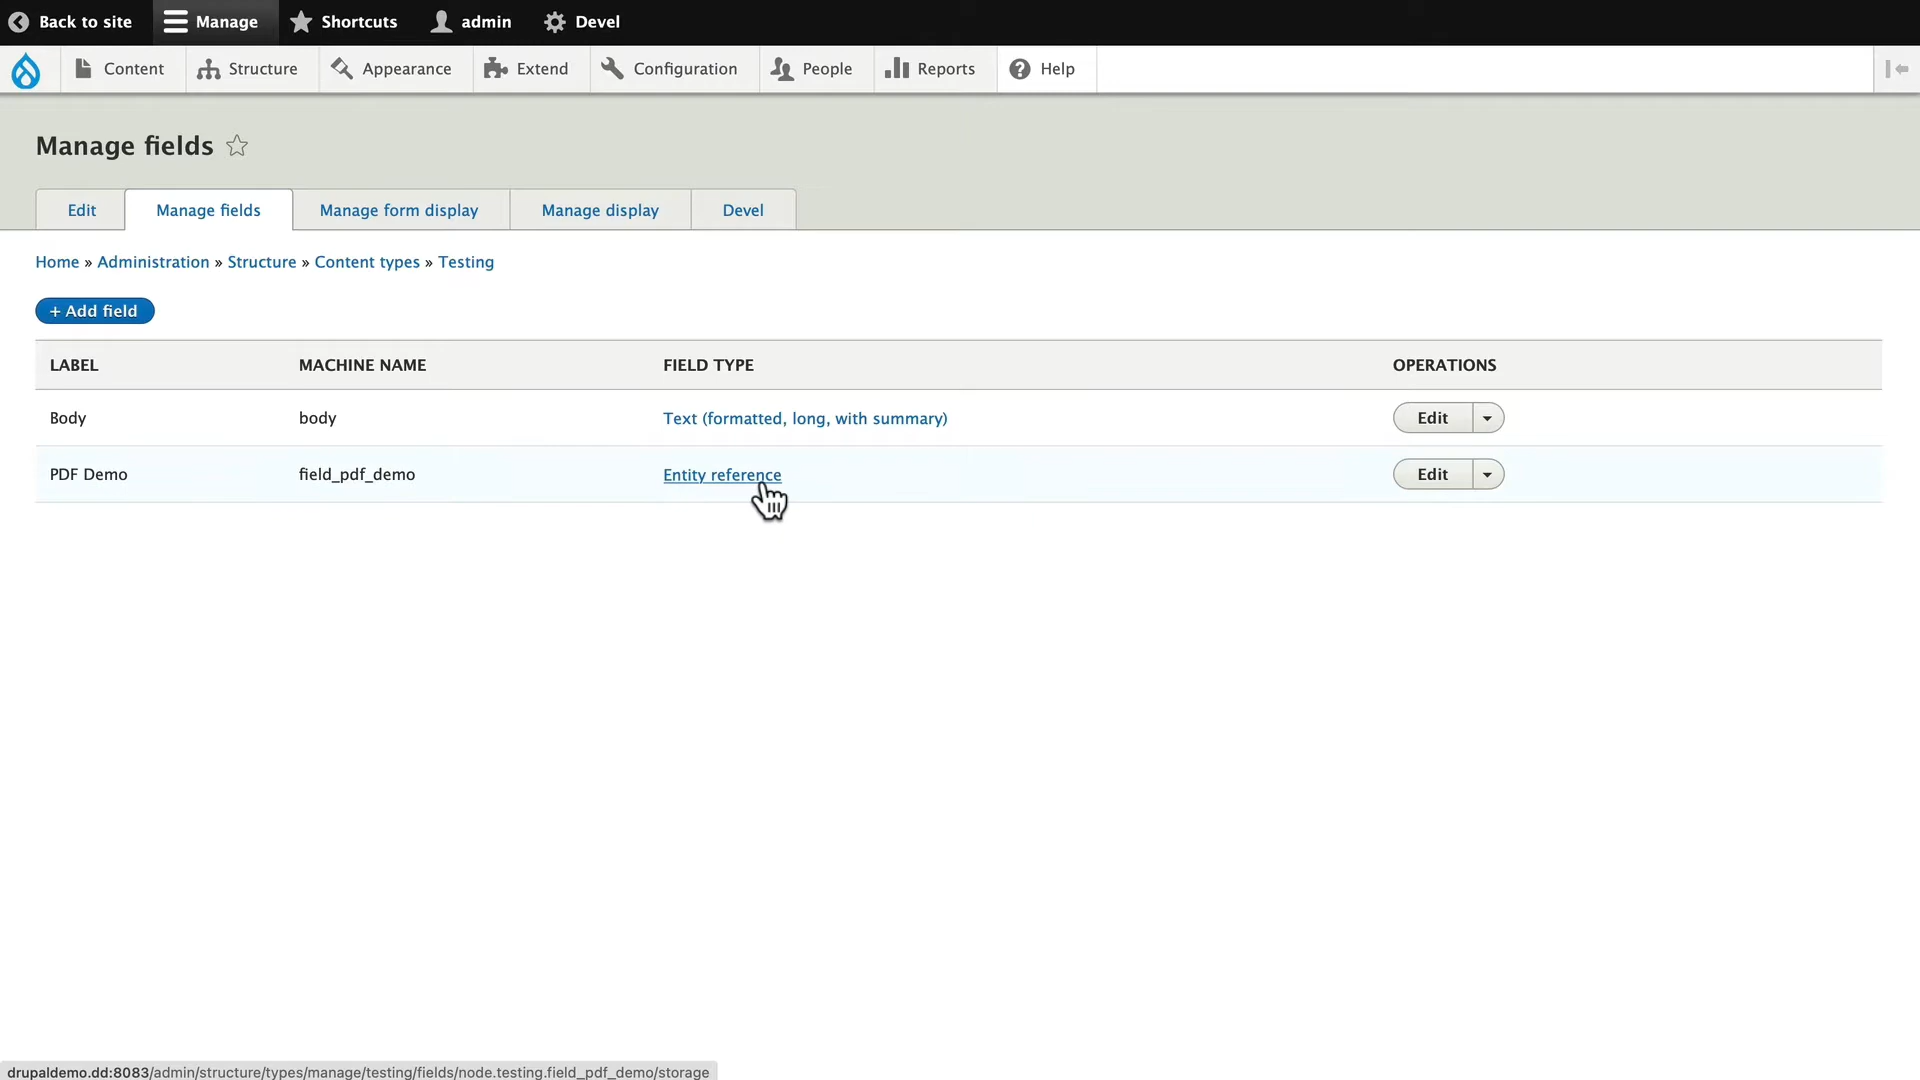 Back to site Manage Shortcuts admin Devel
Content Structure Appearance Extend Configuration People Reports Help
Manage fields
Edit Manage fields Manage form display Manage display Devel
Home » Administration » Structure » Content types » Testing
+ Add field
LABEL MACHINE NAME FIELD TYPE OPERATIONS
Body body Text (formatted, long, with summary) Edit
PDF Demo field_pdf_demo Entity reference Edit
drupaldemo.dd:8083/admin/structure/types/manage/testing/fields/node.testing.field_pdf_demo/storage